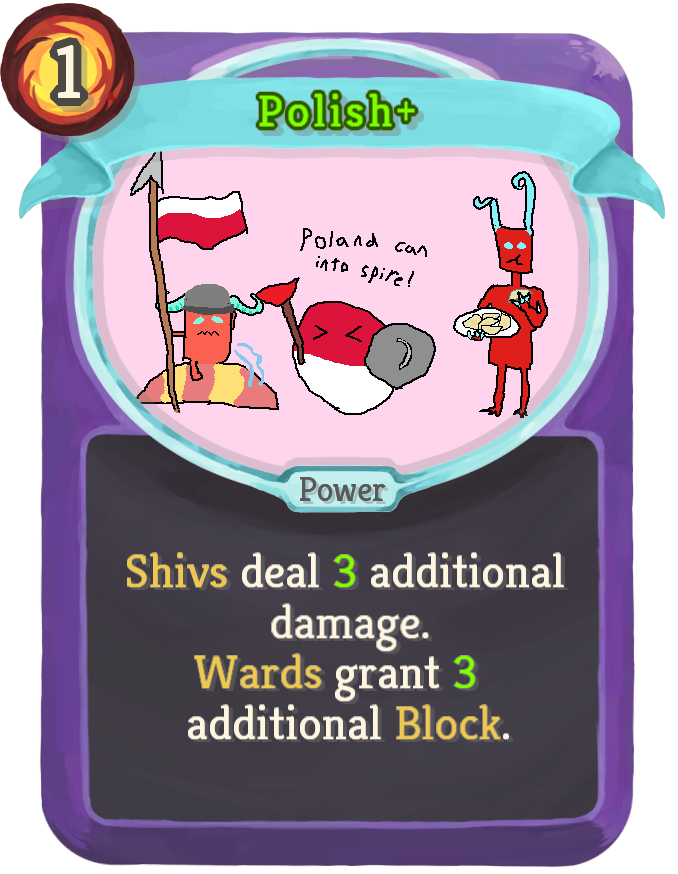 1
Polish+
Poland can
into spire!
Power
Shivs deal 3 additional
damage.
Wards grant 3
additional Block.